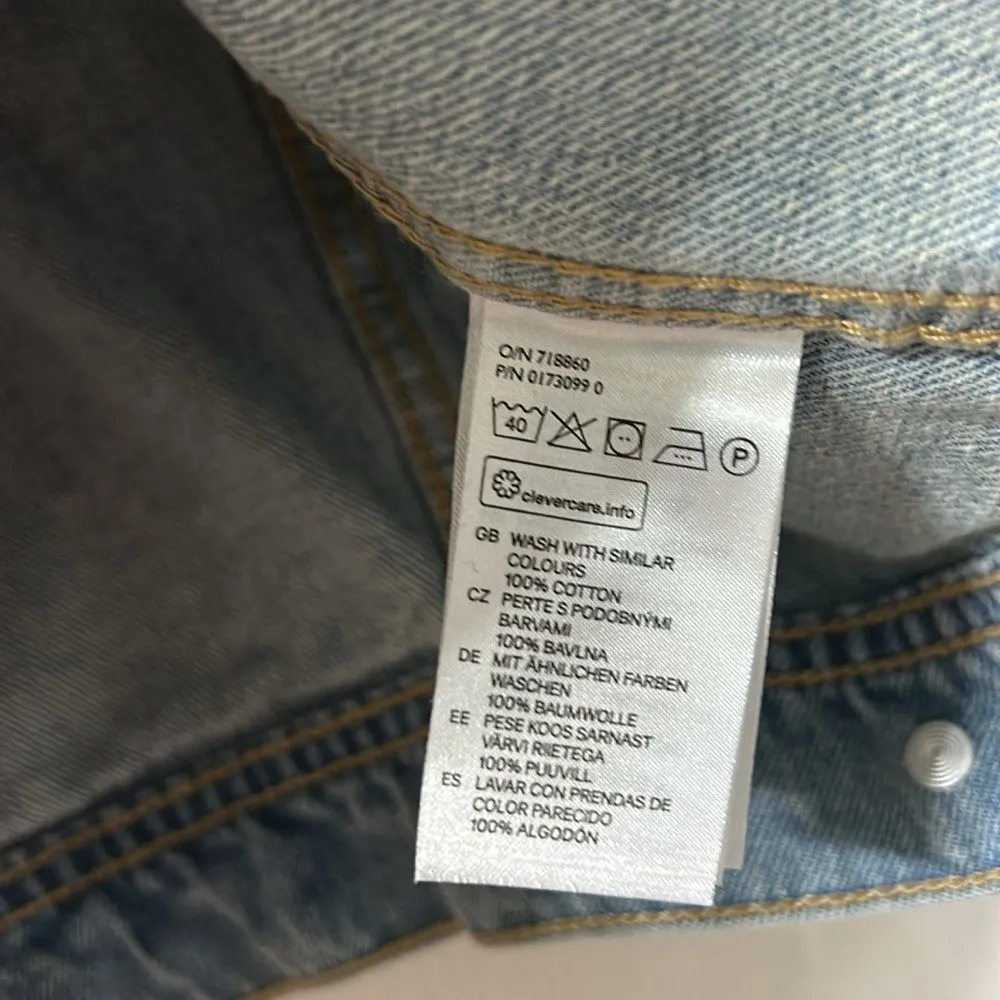 O/N 718860
P/N 0173099 0
40 P
clevercare.info
GB WASH WITH SIMILAR
COLOURS
100% COTTON
CZ PERTE S PODOBNÝMI
BARVAMI
100% BAVLNA
DE MIT ÄHNLICHEN FARBEN
WASCHEN
100% BAUMWOLLE
EE PESE KOOS SARNAST
VÄRVI RIIETEGA
100% PUUVILL
ES LAVAR CON PRENDAS DE
COLOR PARECIDO
100% ALGODÓN